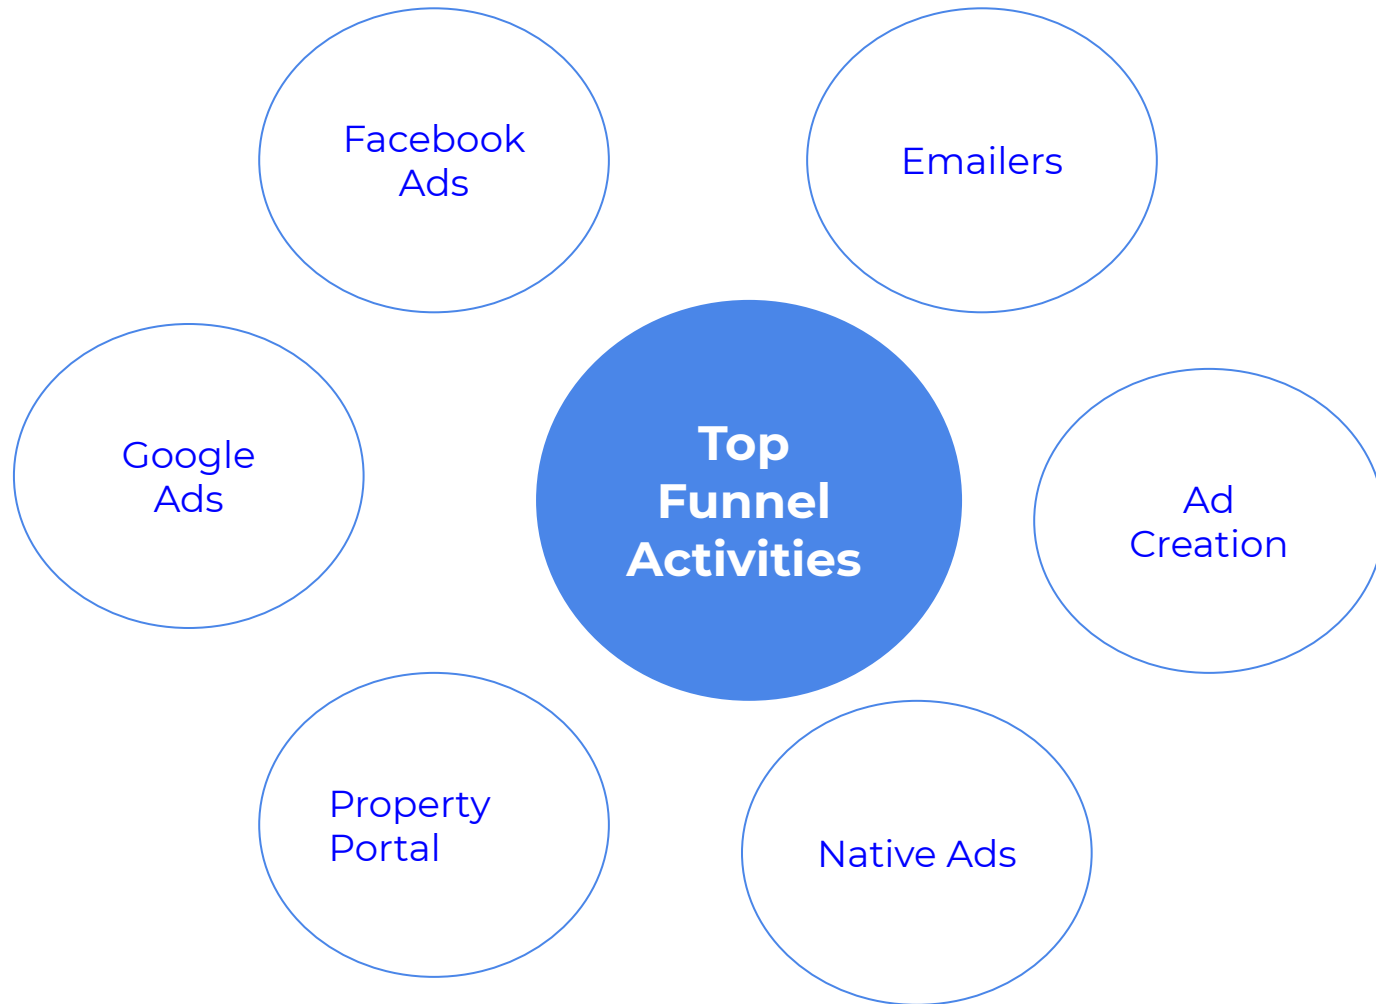 Facebook
Ads
Emailers
Google
Ads
Top
Funnel
Activities
Ad
Creation
Property
Portal
Native Ads